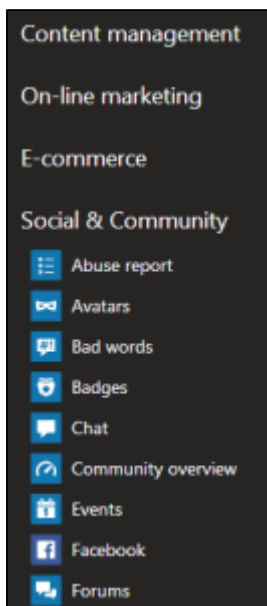 Content management
On-line marketing
E-commerce
Social & Community
Abuse report
Avatars
Bad words
Badges
Chat
Community overview
Events
Facebook
Forums